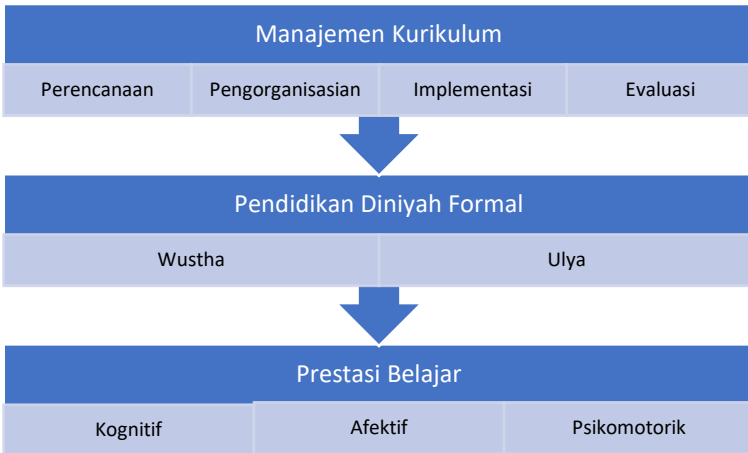 Manajemen Kurikulum
Perencanaan Pengorganisasian Implementasi Evaluasi
Pendidikan Diniyah Formal
Wustha Ulya
Prestasi Belajar
Kognitif Afektif Psikomotorik